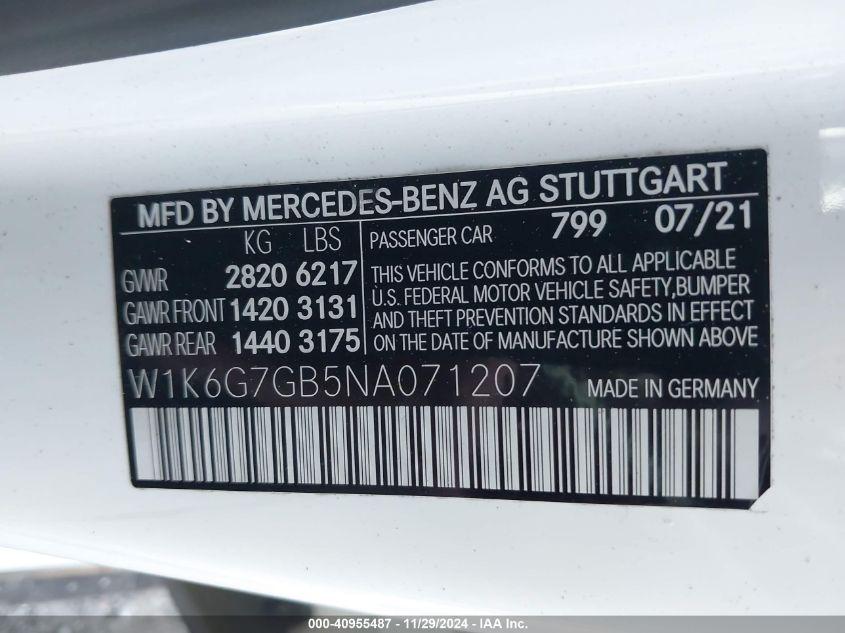 MFD BY MERCEDES-BENZ AG STUTTGART
KG LBS
GVWR 2820 6217
GAWR FRONT 1420 3131
GAWR REAR 1440 3175
PASSENGER CAR 799 07/21
THIS VEHICLE CONFORMS TO ALL APPLICABLE
U.S. FEDERAL MOTOR VEHICLE SAFETY,BUMPER
AND THEFT PREVENTION STANDARDS IN EFFECT
ON THE DATE OF MANUFACTURE SHOWN ABOVE
W1K6G7GB5NA071207
MADE IN GERMANY
000-40955487 - 11/29/2024 - IAA Inc.